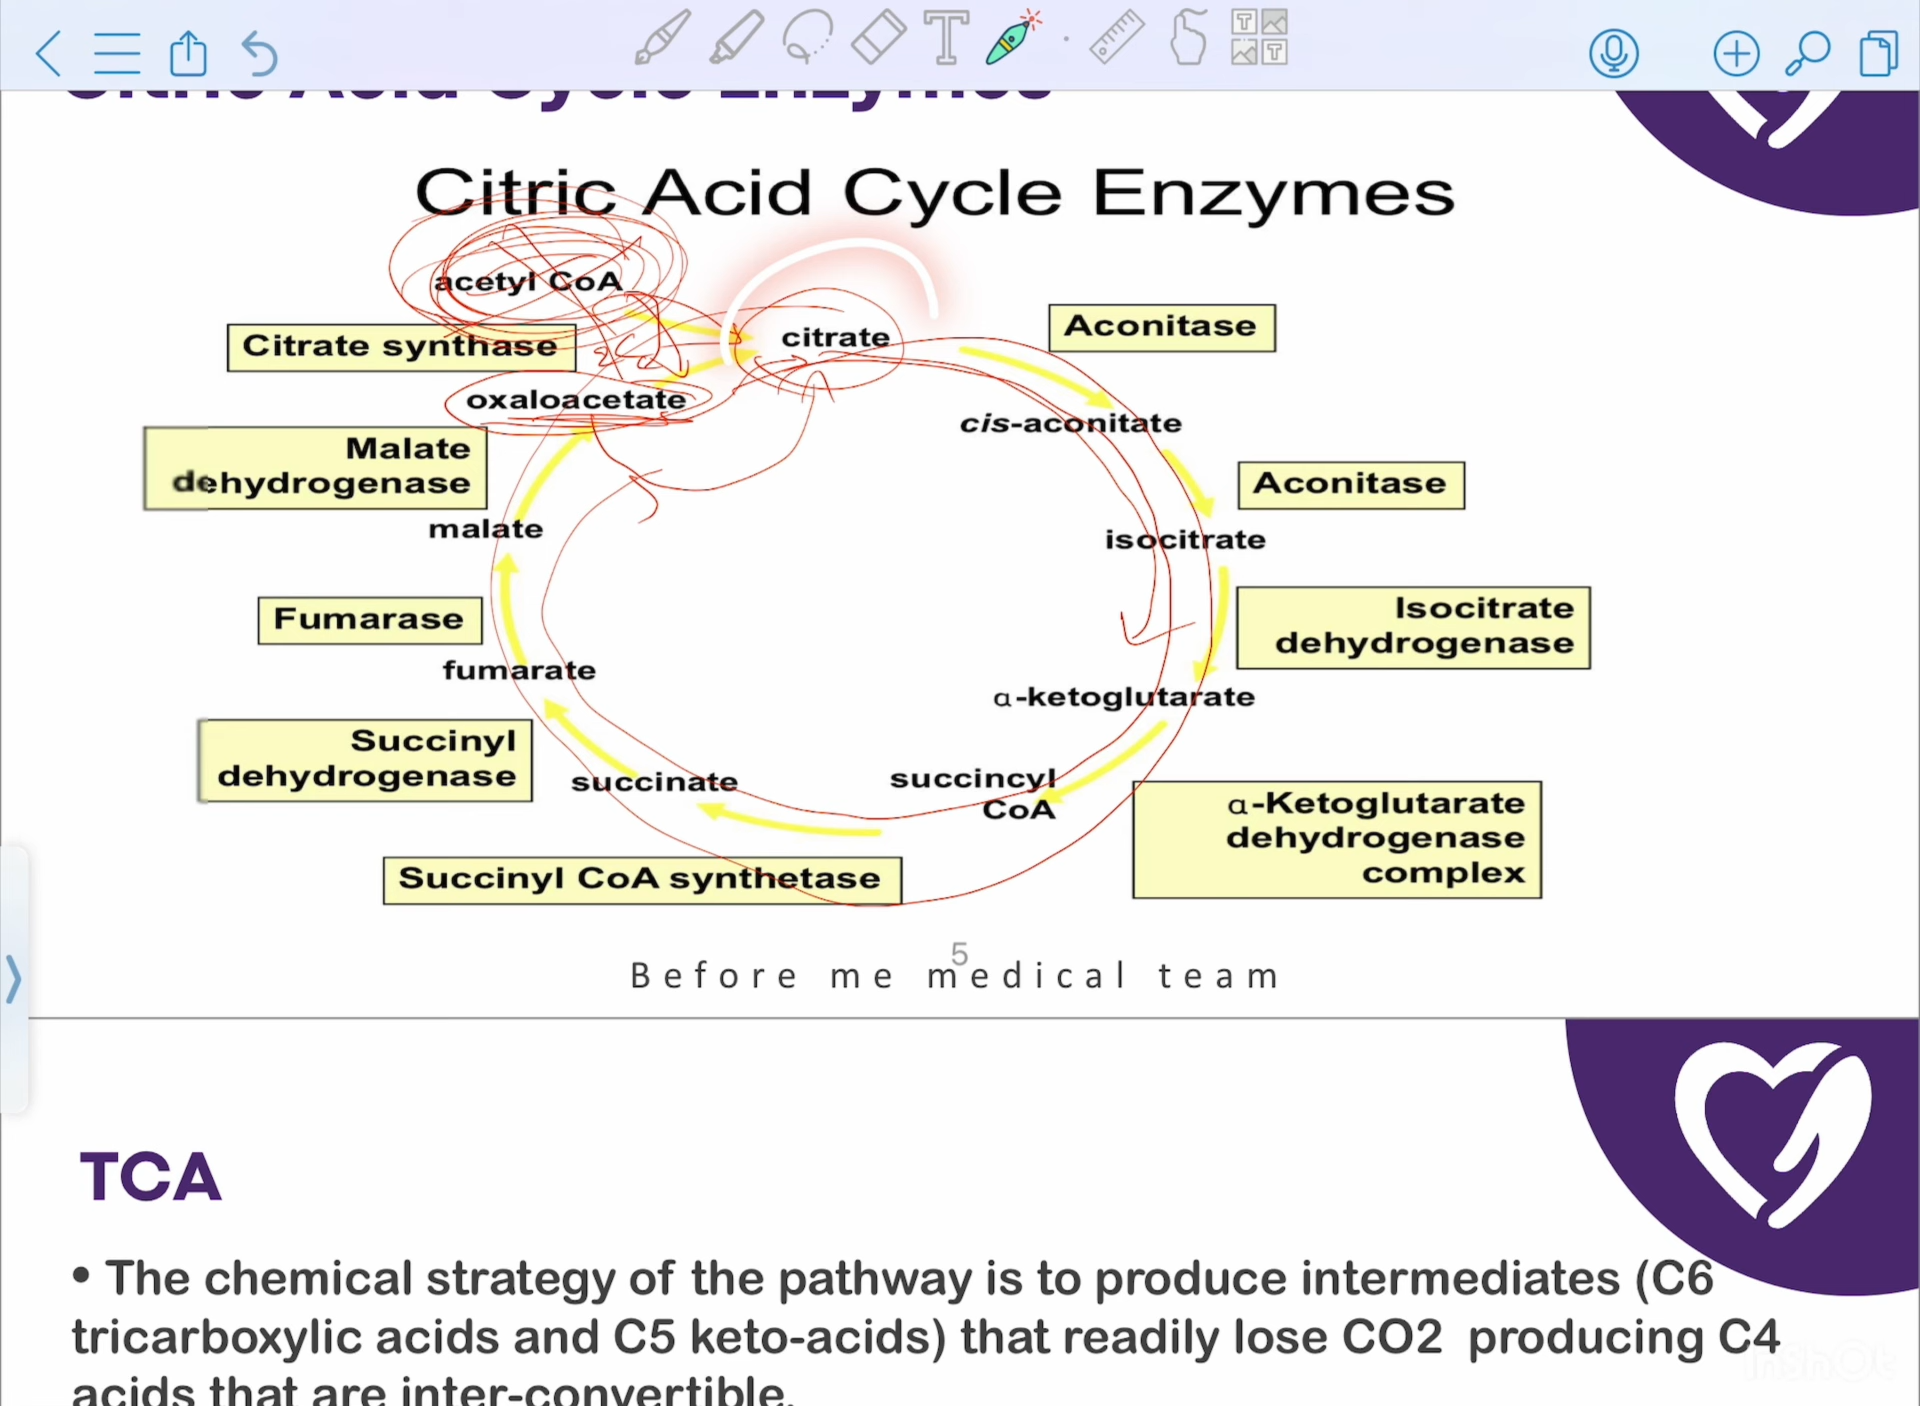 Citric Acid Cycle Enzymes
Citric Acid Cycle Enzymes
acetyl CoA
citrate
Aconitase
Citrate synthase
oxaloacetate
cis-aconitate
Malate
dehydrogenase
Aconitase
malate
isocitrate
Isocitrate
dehydrogenase
Fumarase
fumarate
α-ketoglutarate
Succinyl
dehydrogenase
succinate
succincyl
CoA
α-Ketoglutarate
dehydrogenase
complex
Succinyl CoA synthetase
5
Before me medical team
TCA
• The chemical strategy of the pathway is to produce intermediates (C6
tricarboxylic acids and C5 keto-acids) that readily lose CO2 producing C4
acids that are inter-convertible.
InShOt